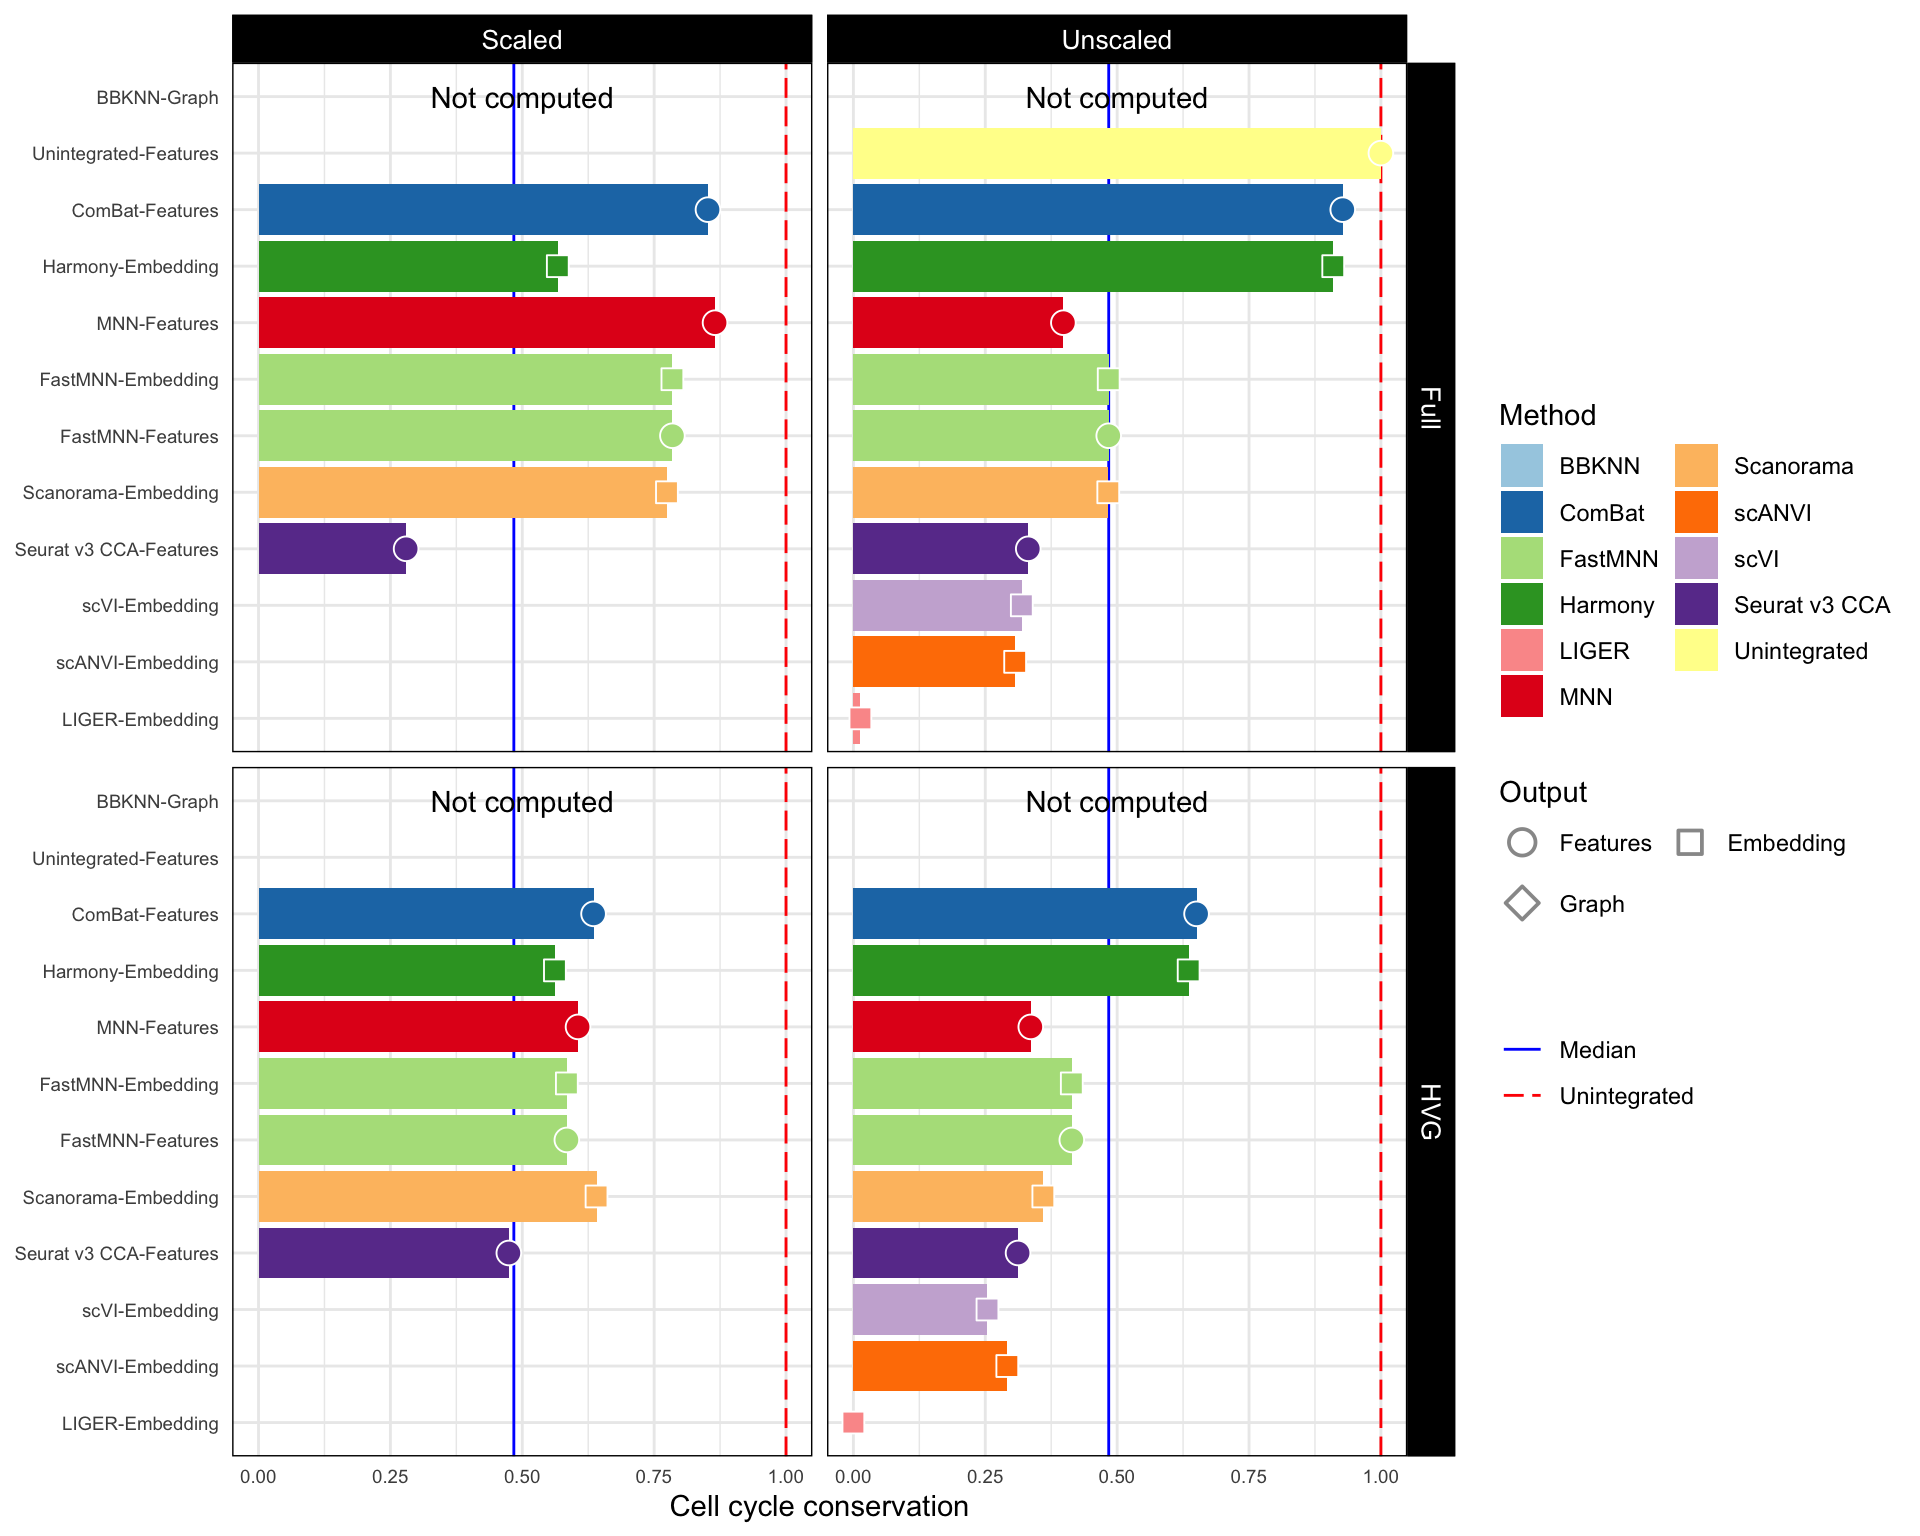 Scaled
Unscaled
BBKNN-Graph
Unintegrated-Features
ComBat-Features
Harmony-Embedding
MNN-Features
FastMNN-Embedding
FastMNN-Features
Scanorama-Embedding
Seurat v3 CCA-Features
scVI-Embedding
scANVI-Embedding
LIGER-Embedding
Not computed
Not computed
Full
BBKNN-Graph
Unintegrated-Features
ComBat-Features
Harmony-Embedding
MNN-Features
FastMNN-Embedding
FastMNN-Features
Scanorama-Embedding
Seurat v3 CCA-Features
scVI-Embedding
scANVI-Embedding
LIGER-Embedding
Not computed
Not computed
HVG
0.00 0.25 0.50 0.75 1.00
0.00 0.25 0.50 0.75 1.00
Cell cycle conservation
Method
BBKNN
ComBat
FastMNN
Harmony
LIGER
MNN
Scanorama
scANVI
scVI
Seurat v3 CCA
Unintegrated
Output
Features
Embedding
Graph
Median
Unintegrated